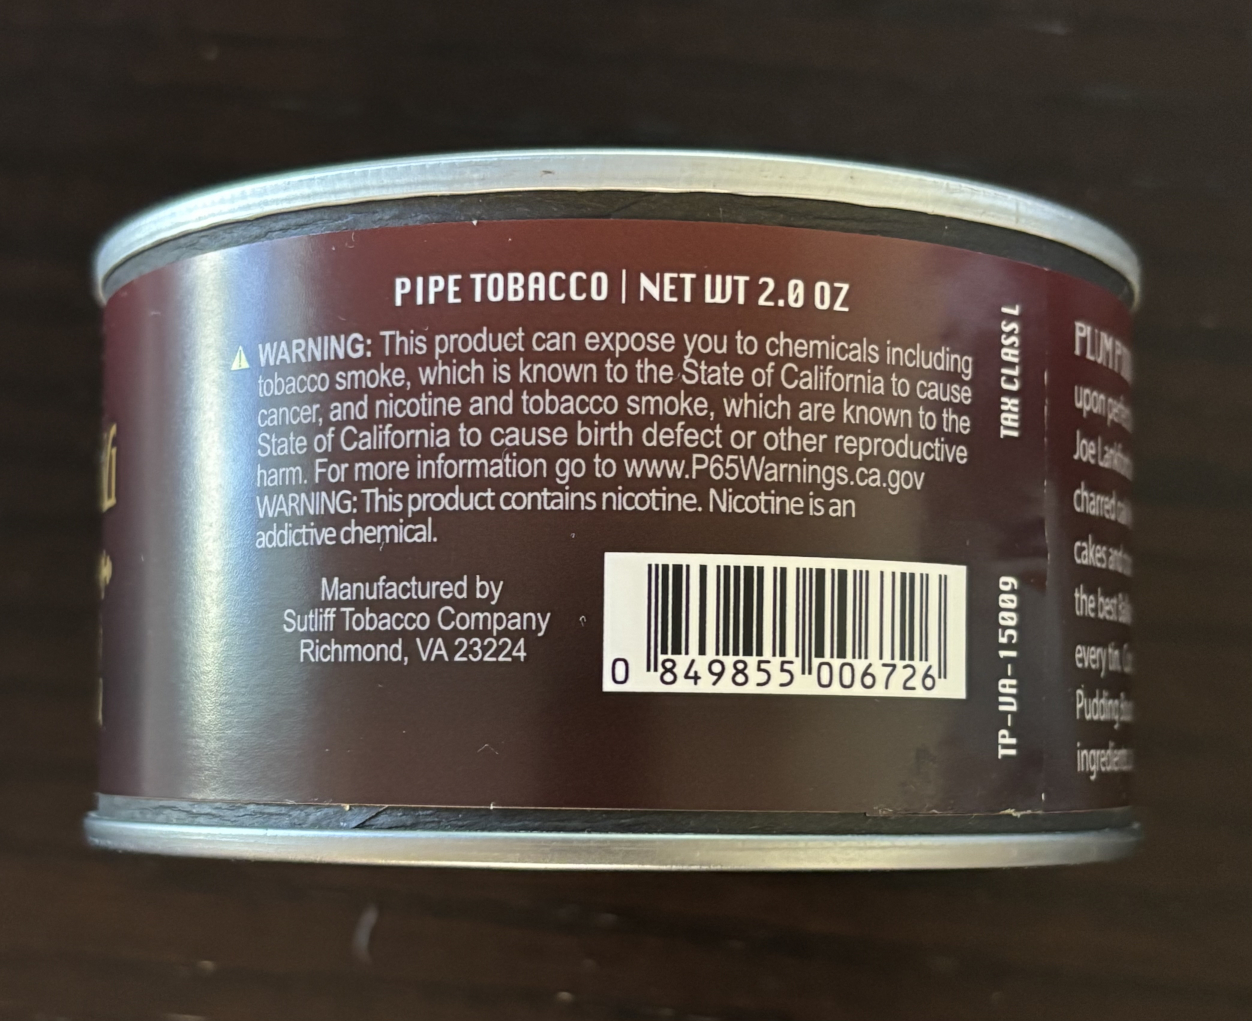 PIPE TOBACCO | NET WT 2.0 OZ
WARNING: This product can expose you to chemicals including
tobacco smoke, which is known to the State of California to cause
cancer, and nicotine and tobacco smoke, which are known to the
State of California to cause birth defect or other reproductive
harm. For more information go to www.P65Warnings.ca.gov
WARNING: This product contains nicotine. Nicotine is an
addictive chemical.
Manufactured by
Sutliff Tobacco Company
Richmond, VA 23224
0 849855 006726
TAX CLASS L
TP-VA-15009
PLUM
upon
Joe
charred
cakes and
the best
every tin.
Pudding